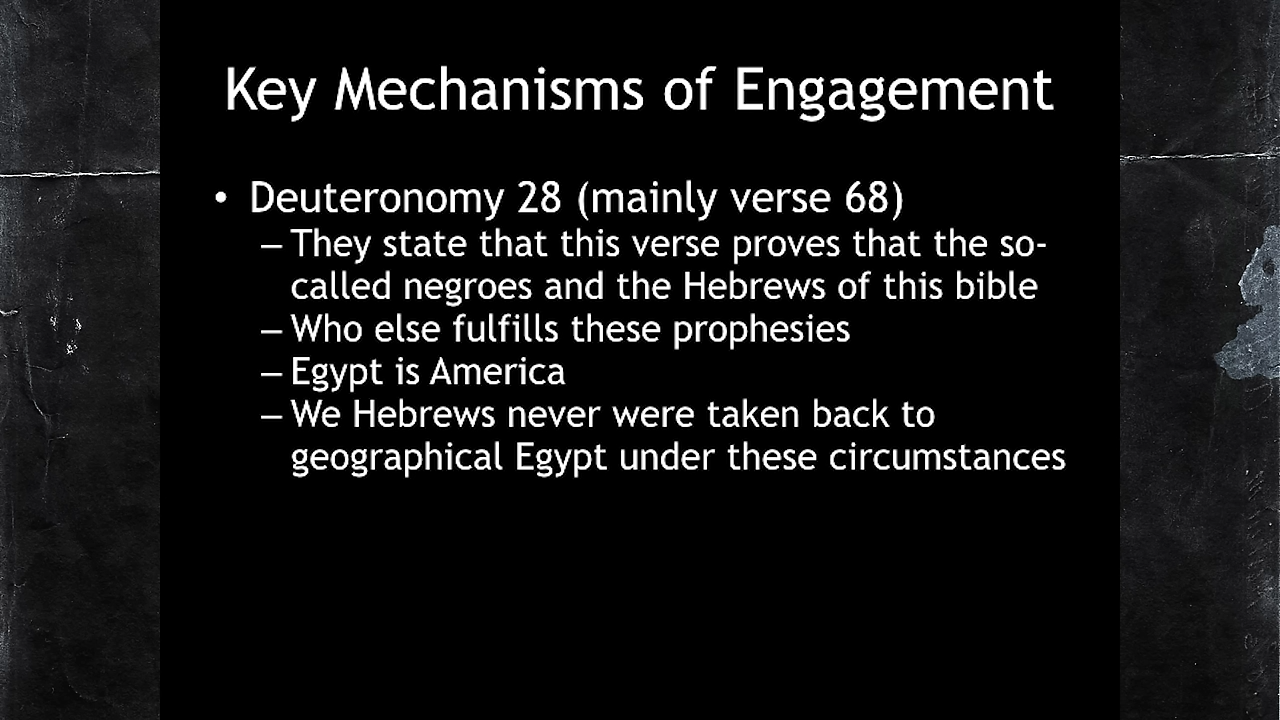 Key Mechanisms of Engagement
• Deuteronomy 28 (mainly verse 68)
– They state that this verse proves that the so-
called negroes and the Hebrews of this bible
– Who else fulfills these prophesies
– Egypt is America
– We Hebrews never were taken back to
geographical Egypt under these circumstances